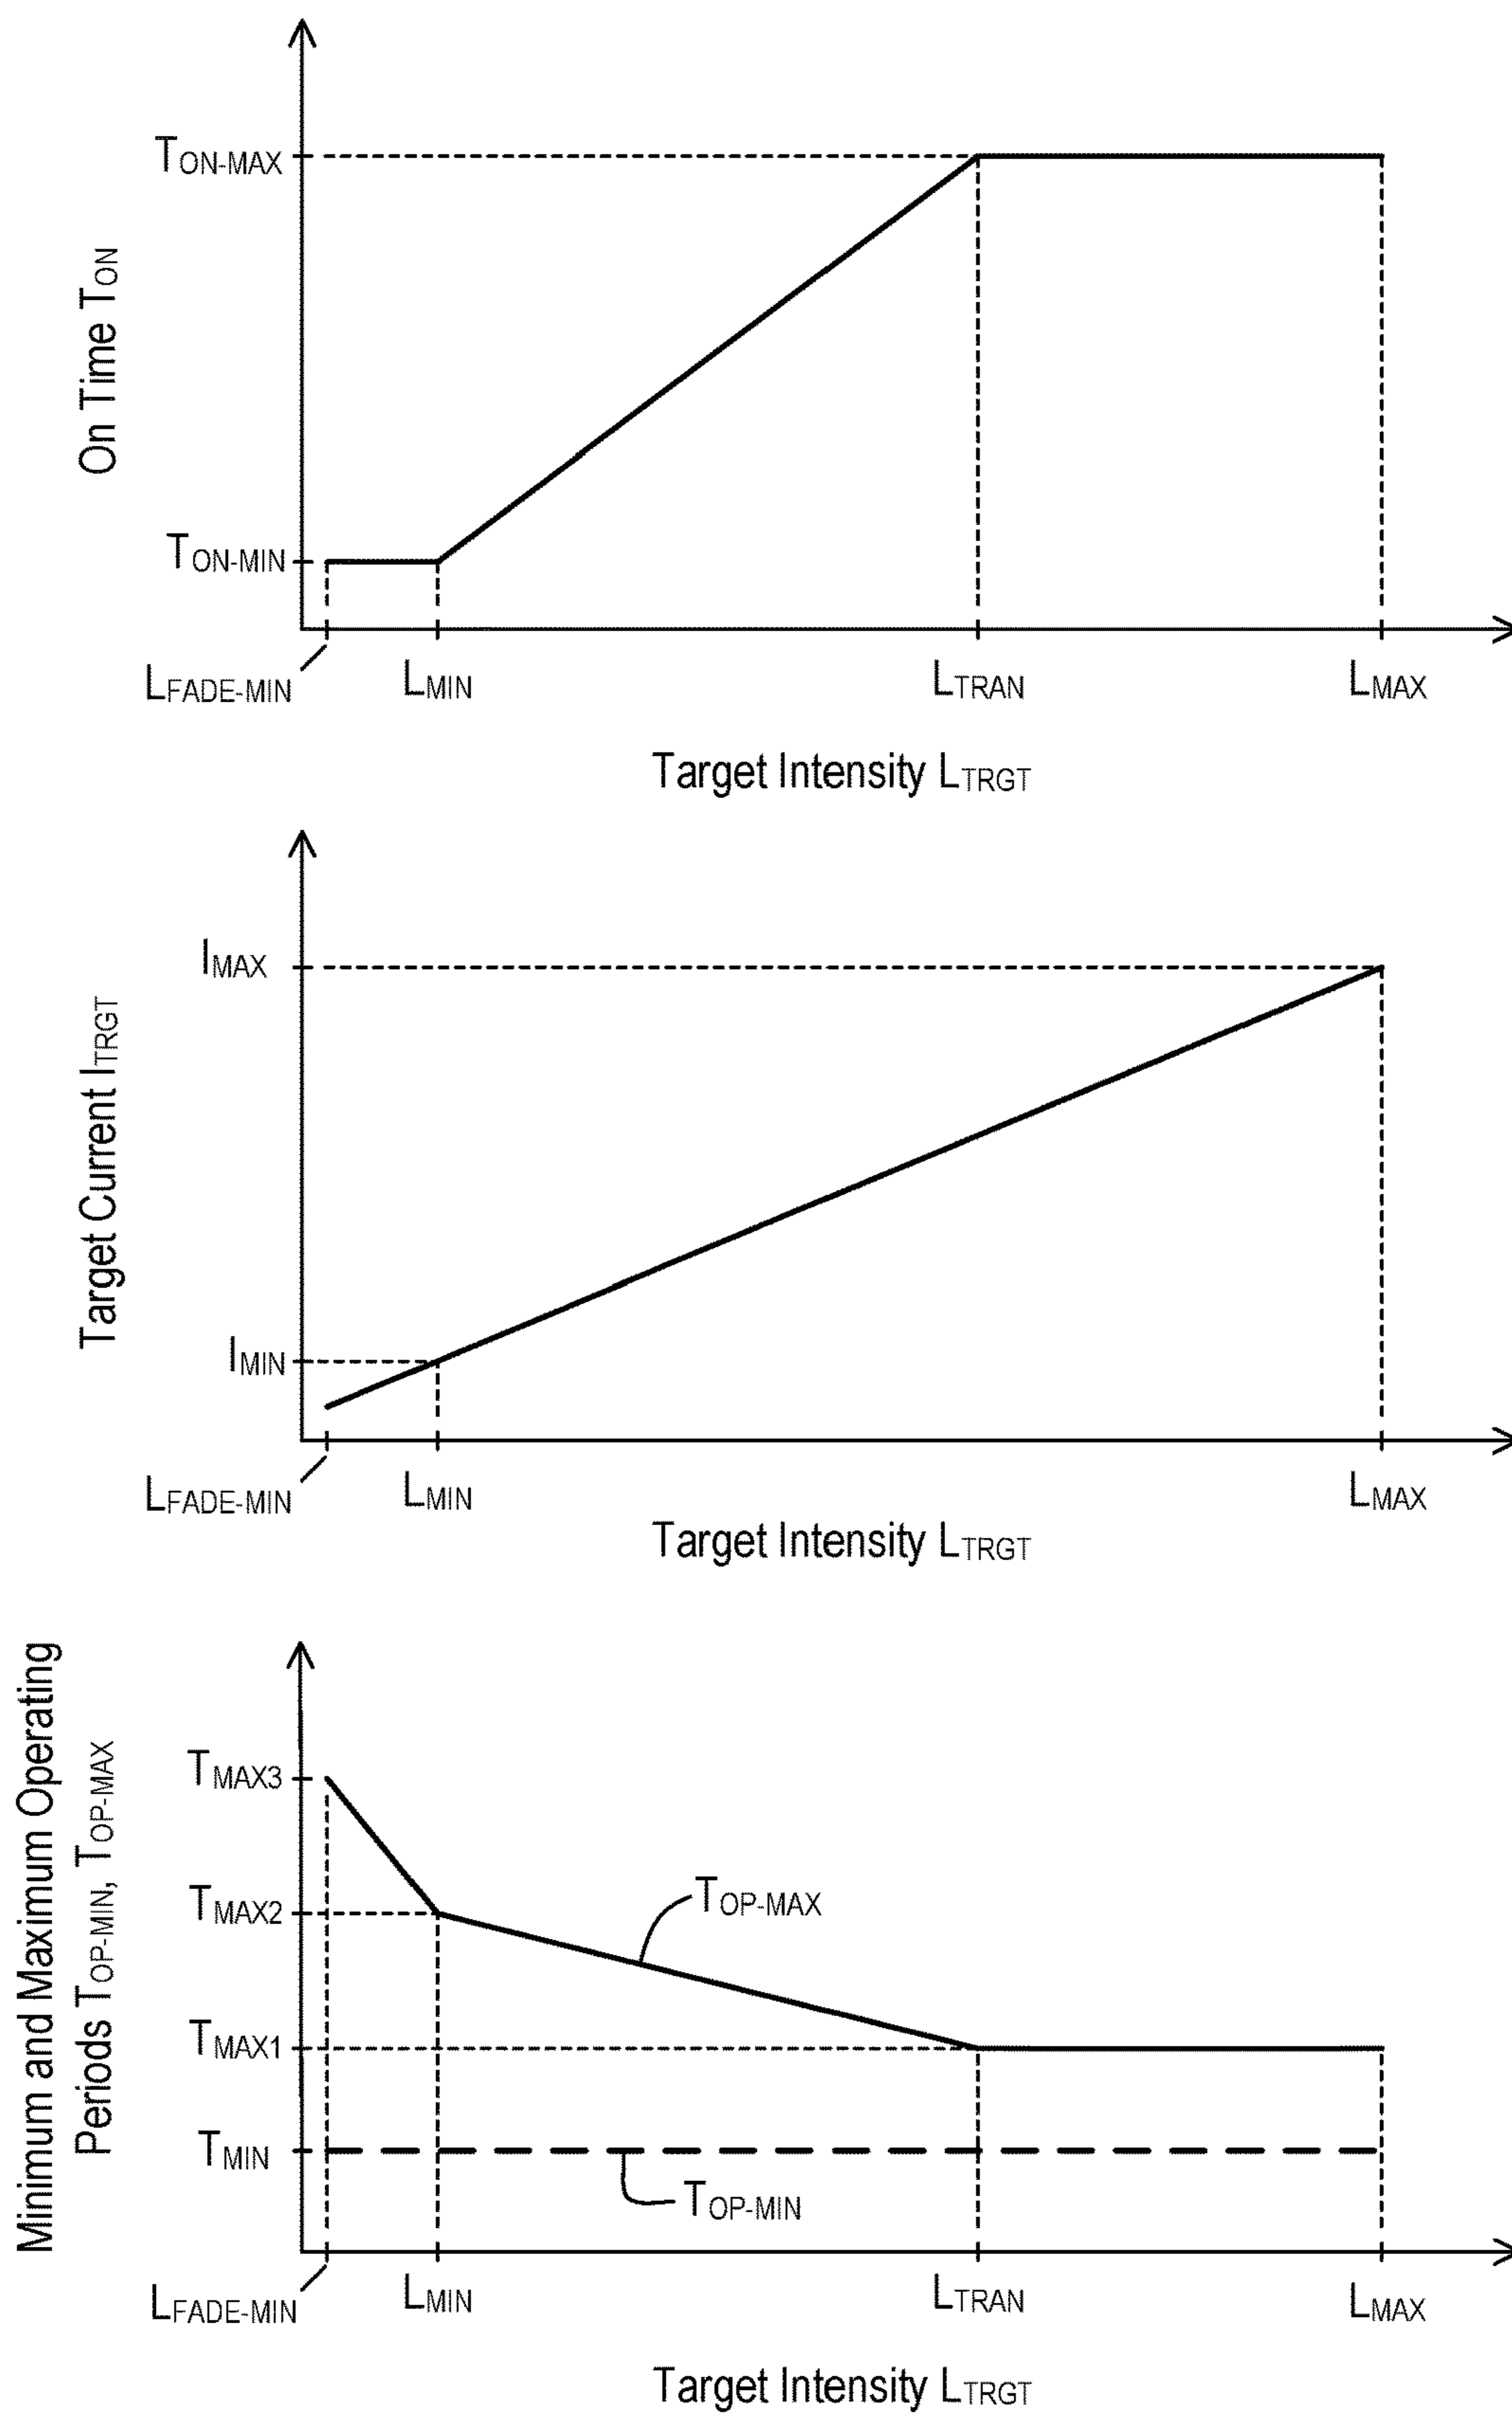 On Time TON
TON-MAX
TON-MIN
LFADE-MIN
LMIN
LTRAN
LMAX
Target Intensity LTRGT
Target Current ITRGT
IMAX
IMIN
LFADE-MIN
LMIN
LMAX
Target Intensity LTRGT
Minimum and Maximum Operating
Periods TOP-MIN, TOP-MAX
TMAX3
TMAX2
TMAX1
TMIN
TOP-MAX
TOP-MIN
LFADE-MIN
LMIN
LTRAN
LMAX
Target Intensity LTRGT